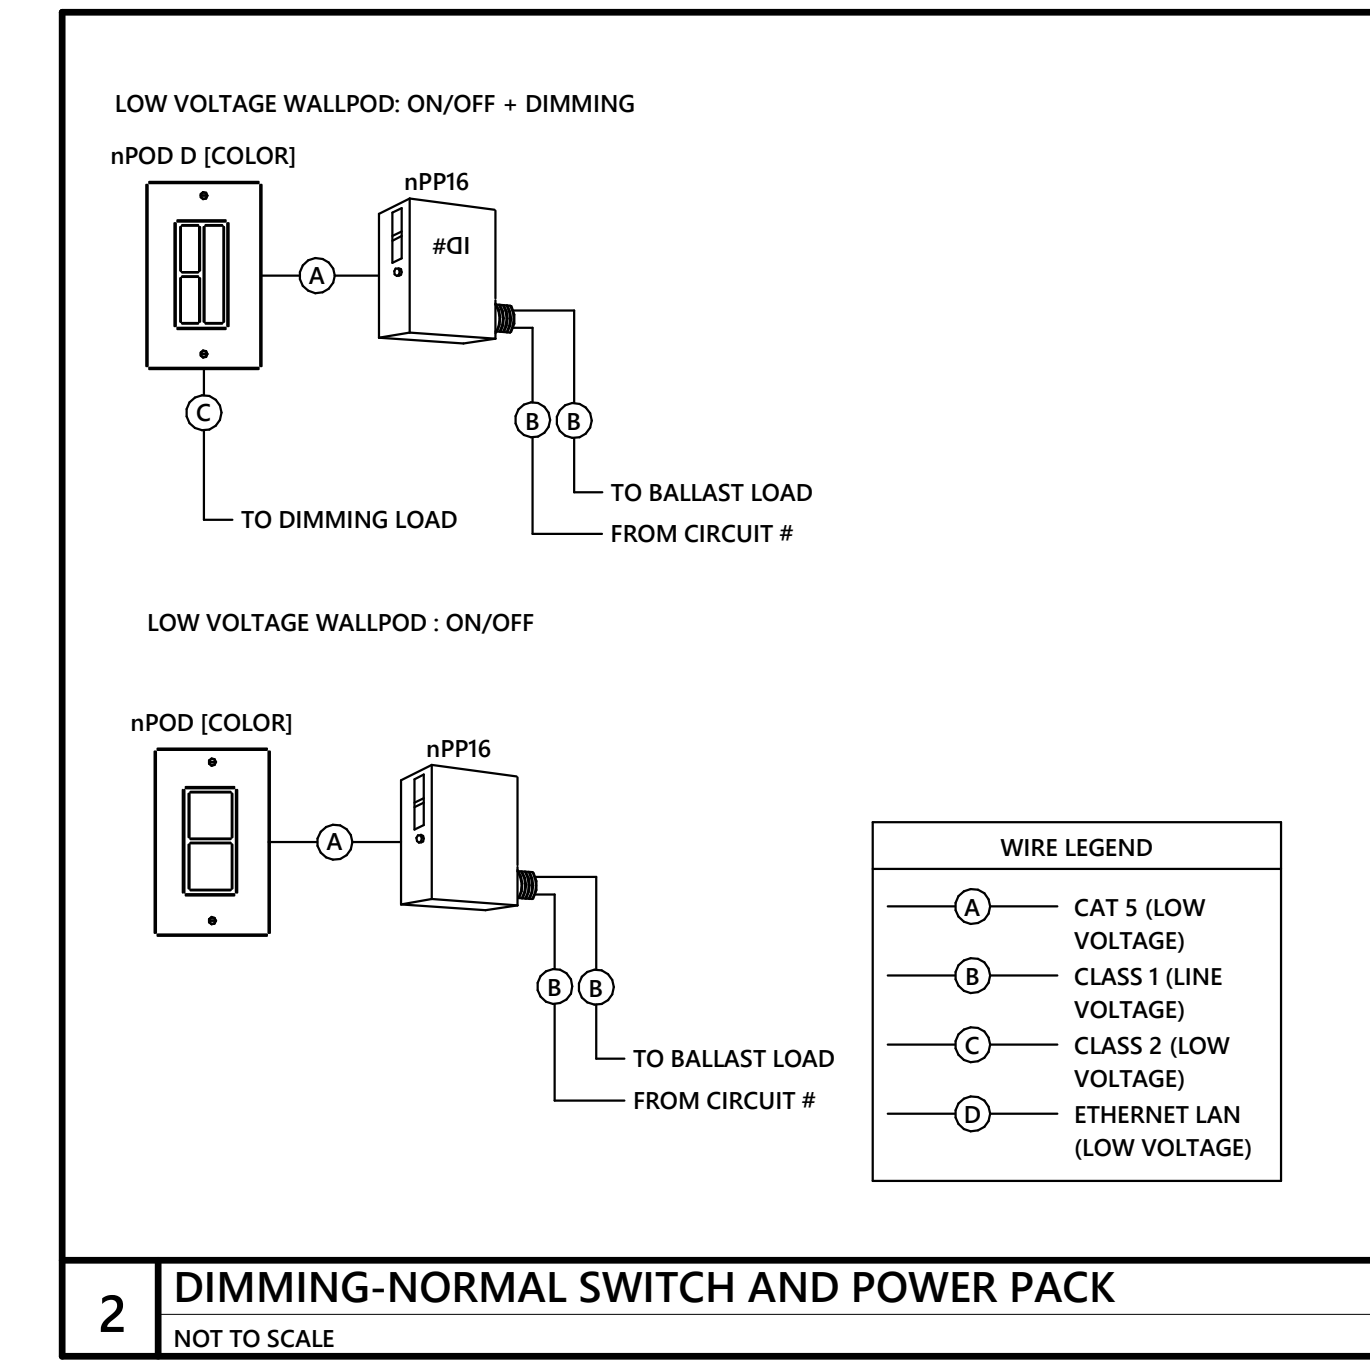 LOW VOLTAGE WALLPOD: ON/OFF + DIMMING
nPOD D [COLOR]
nPP16
ID#
A
C
B B
TO BALLAST LOAD
TO DIMMING LOAD
FROM CIRCUIT #
LOW VOLTAGE WALLPOD : ON/OFF
nPOD [COLOR]
nPP16
A
B B
TO BALLAST LOAD
FROM CIRCUIT #
WIRE LEGEND
A CAT 5 (LOW
VOLTAGE)
B CLASS 1 (LINE
VOLTAGE)
C CLASS 2 (LOW
VOLTAGE)
D ETHERNET LAN
(LOW VOLTAGE)
2 DIMMING-NORMAL SWITCH AND POWER PACK
NOT TO SCALE